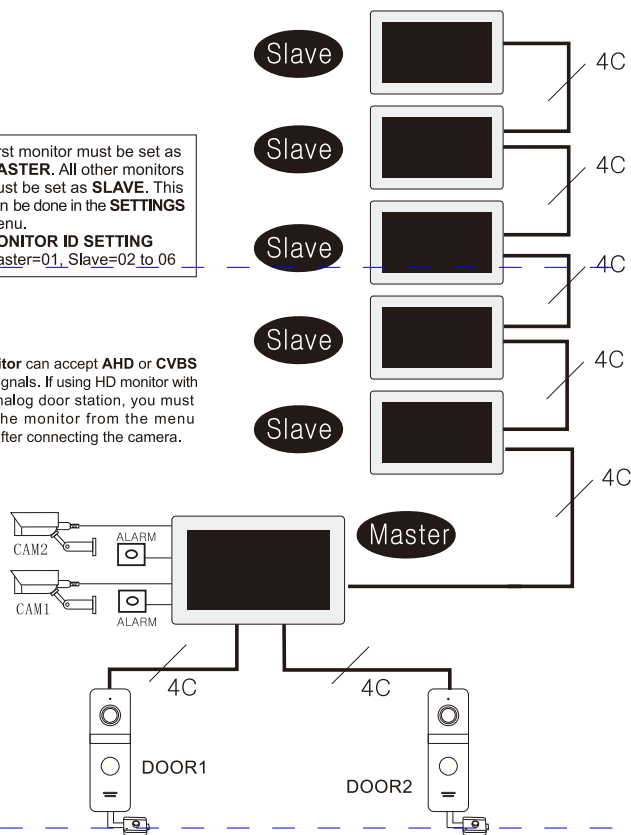 Slave
4C
Slave
rst monitor must be set as
ASTER. All other monitors
ust be set as SLAVE. This
n be done in the SETTINGS
enu.
ONITOR ID SETTING
aster=01, Slave=02 to 06
4C
Slave
4C
itor can accept AHD or CVBS
gnals. If using HD monitor with
nalog door station, you must
he monitor from the menu
fter connecting the camera.
Slave
4C
Slave
4C
Master
CAM2
ALARM
CAM1
ALARM
4C
4C
DOOR1
DOOR2